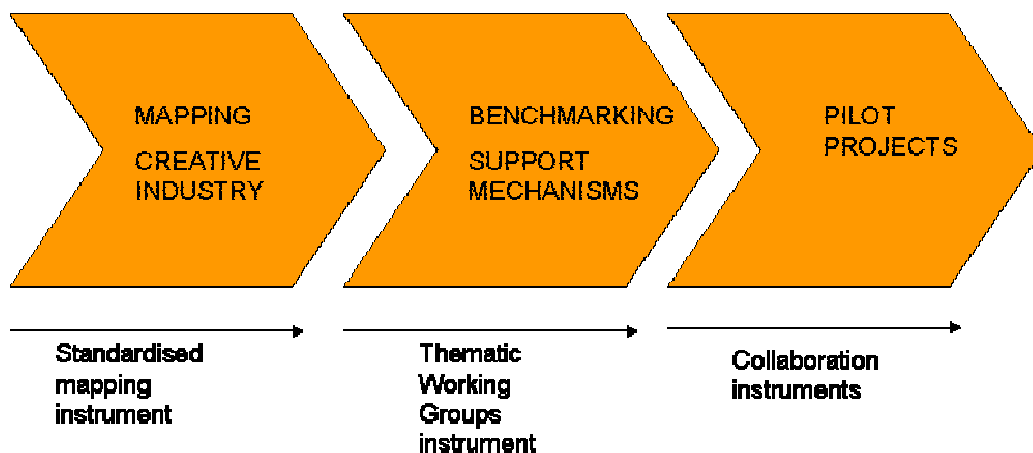 MAPPING
CREATIVE
INDUSTRY
BENCHMARKING
SUPPORT
MECHANISMS
PILOT
PROJECTS
Standardised
mapping
instrument
Thematic
Working
Groups
instrument
Collaboration
instruments